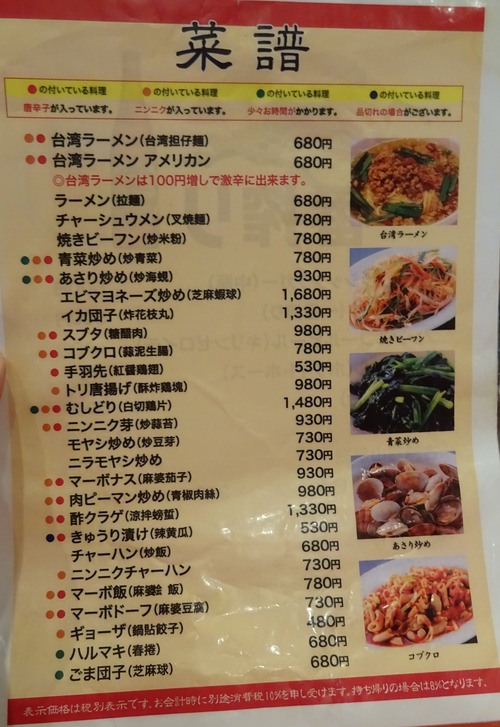 菜譜
●の付いている料理 ●の付いている料理 ●の付いている料理 ●の付いている料理
唐辛子が入っています。 ニンニクが入っています。 少々お時間がかかります。 品切れの場合がございます。
台湾ラーメン(台湾担仔麵) 680円
台湾ラーメン アメリカン 680円
◎台湾ラーメンは100円増しで激辛に出来ます。
ラーメン(拉麵) 680円
チャーシュウメン(叉焼麵) 780円
焼きビーフン(炒米粉) 780円
青菜炒め(炒青菜) 780円
あさり炒め(炒海蜆) 930円
エビマヨネーズ炒め(芝麻蝦球) 1,680円
イカ団子(炸花枝丸) 1,330円
スブタ(糖醋肉) 980円
コブクロ(蒜泥生腸) 780円
手羽先(紅醤鶏翅) 530円
トリ唐揚げ(酥炸鶏塊) 980円
むしどり(白切鶏片) 1,480円
ニンニク芽(炒蒜苔) 930円
モヤシ炒め(炒豆芽) 730円
ニラモヤシ炒め 730円
マーボナス(麻婆茄子) 930円
肉ピーマン炒め(青椒肉絲) 980円
酢クラゲ(涼拌螃蜇) 1,330円
きゅうり漬け(辣黄瓜) 530円
チャーハン(炒飯) 680円
ニンニクチャーハン 730円
マーボ飯(麻婆 飯) 780円
マーボドーフ(麻婆豆腐) 730円
ギョーザ(鍋貼餃子) 480円
ハルマキ(春捲) 680円
ごま団子(芝麻球) 680円
台湾ラーメン
焼きビーフン
青菜炒め
あさり炒め
コブクロ
表示価格は税別表示です。お会計時に別途消費税10%を申し受けます。持ち帰りの場合は8%となります。